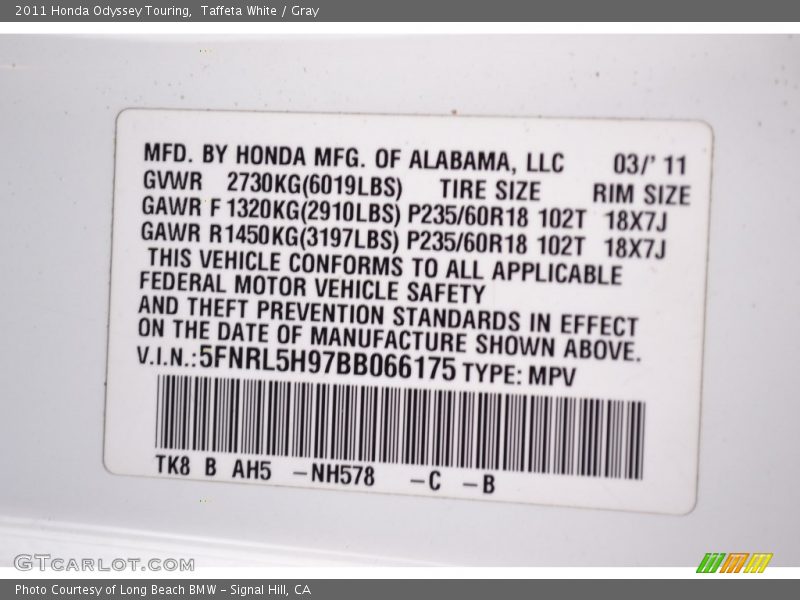 2011 Honda Odyssey Touring,  Taffeta White / Gray
MFD. BY HONDA MFG. OF ALABAMA, LLC 03/' 11
GVWR 2730KG(6019LBS) TIRE SIZE RIM SIZE
GAWR F 1320KG(2910LBS) P235/60R18 102T 18X7J
GAWR R1450KG(3197LBS) P235/60R18 102T 18X7J
THIS VEHICLE CONFORMS TO ALL APPLICABLE
FEDERAL MOTOR VEHICLE SAFETY
AND THEFT PREVENTION STANDARDS IN EFFECT
ON THE DATE OF MANUFACTURE SHOWN ABOVE.
V.I.N.:5FNRL5H97BB066175 TYPE: MPV
TK8 B AH5 –NH578 –C –B
GTCARLOT.COM
Photo Courtesy of Long Beach BMW – Signal Hill, CA